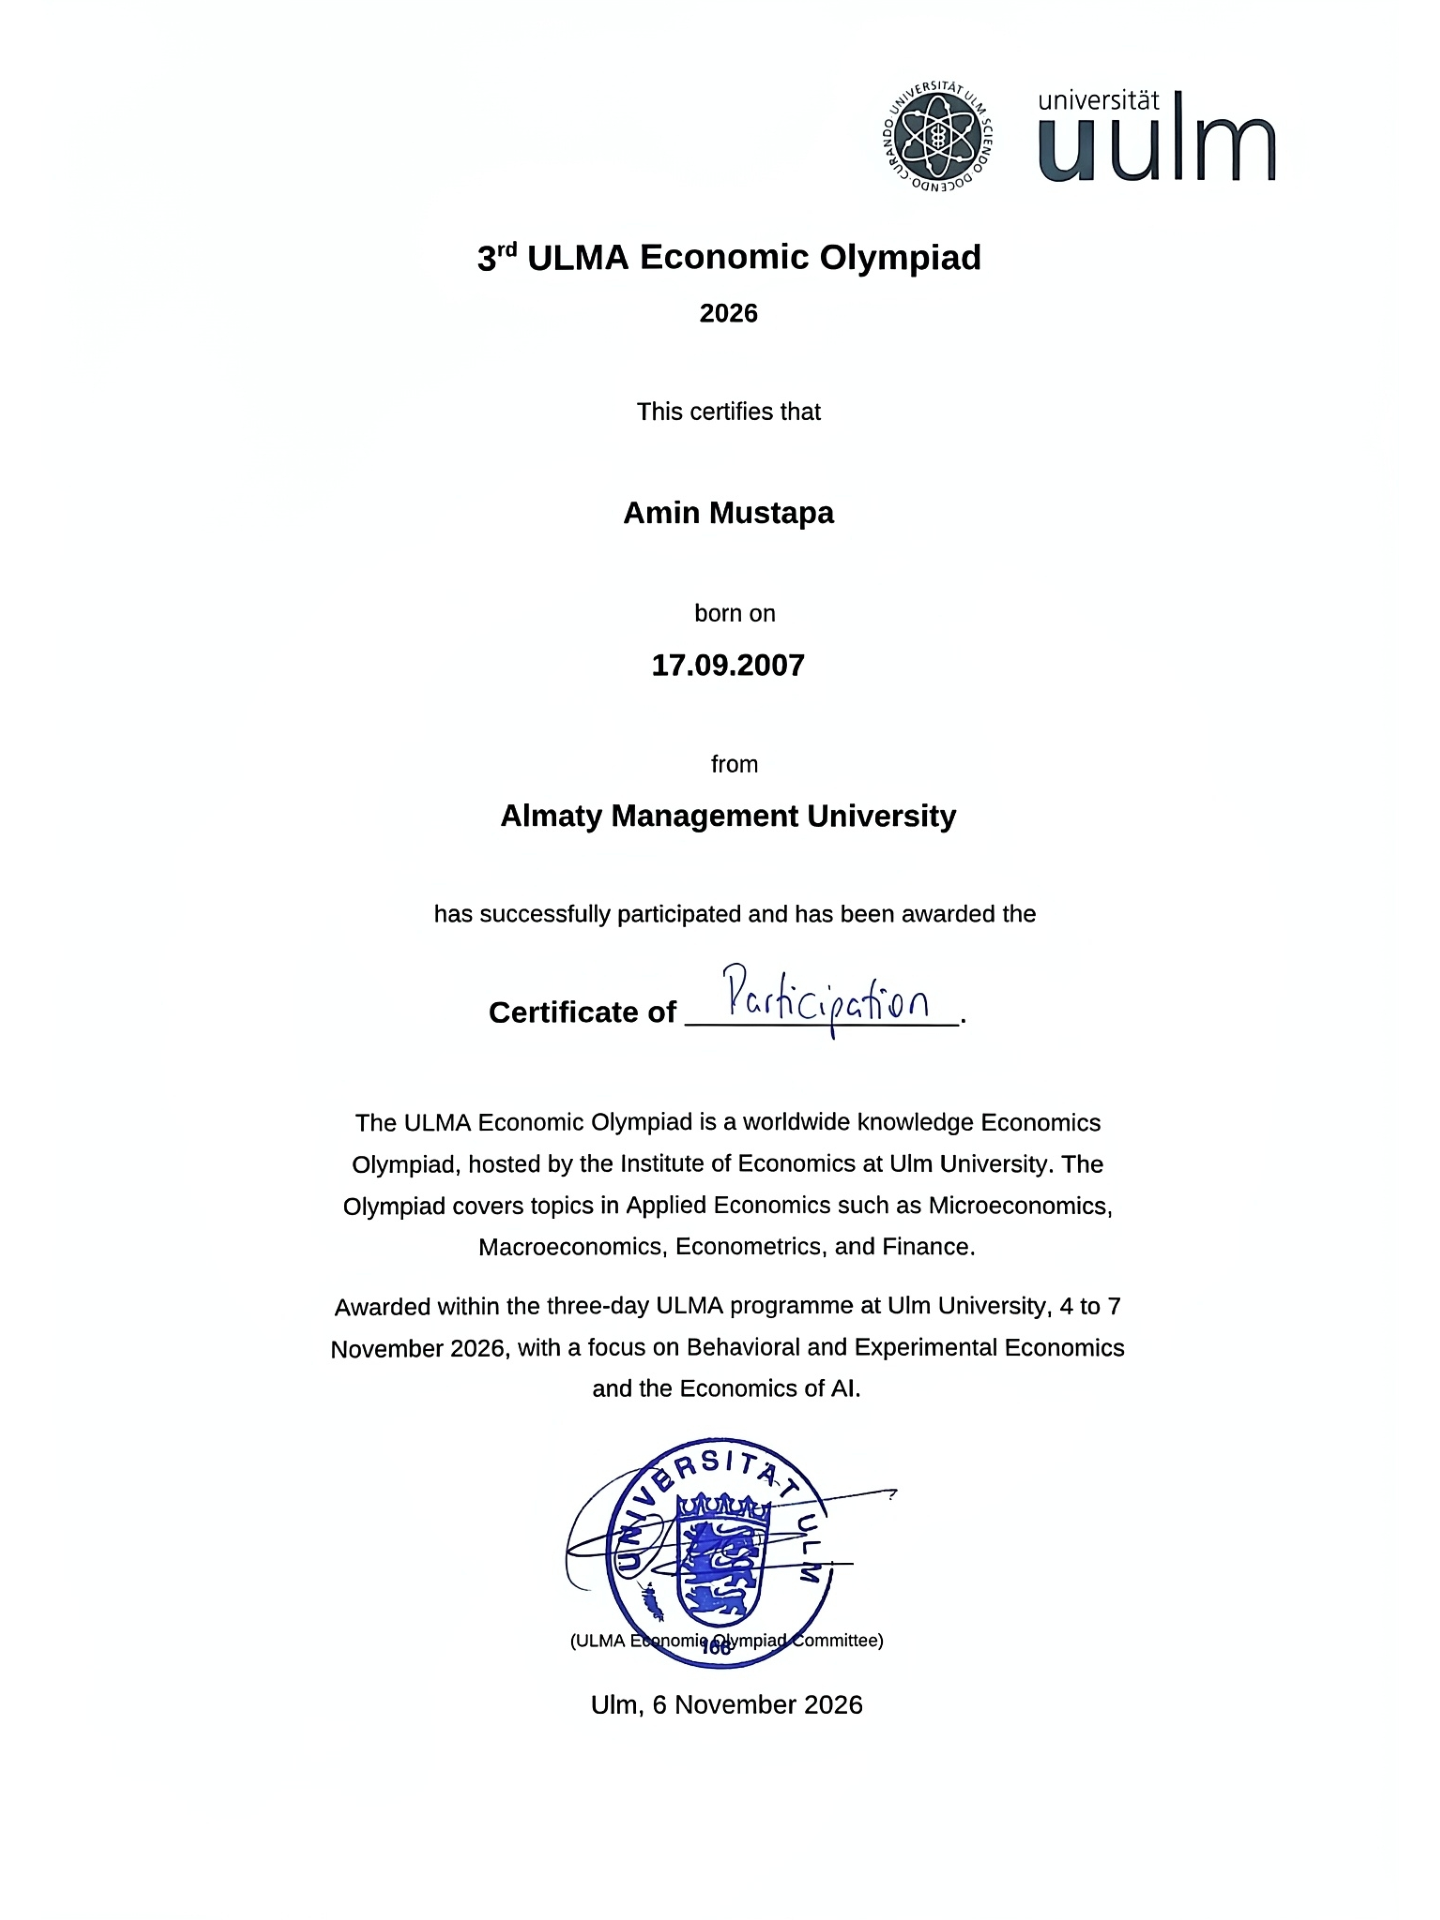 UNIVERSITÄT ULM · SCIENDO · DOCENDO · CURANDO ·
universität
uulm
3rd ULMA Economic Olympiad
2026
This certifies that
Amin Mustapa
born on
17.09.2007
from
Almaty Management University
has successfully participated and has been awarded the
Certificate of Participation.
The ULMA Economic Olympiad is a worldwide knowledge Economics
Olympiad, hosted by the Institute of Economics at Ulm University. The
Olympiad covers topics in Applied Economics such as Microeconomics,
Macroeconomics, Econometrics, and Finance.
Awarded within the three-day ULMA programme at Ulm University, 4 to 7
November 2026, with a focus on Behavioral and Experimental Economics
and the Economics of AI.
UNIVERSITÄT ULM
(ULMA Economic Olympiad Committee)
Ulm, 6 November 2026